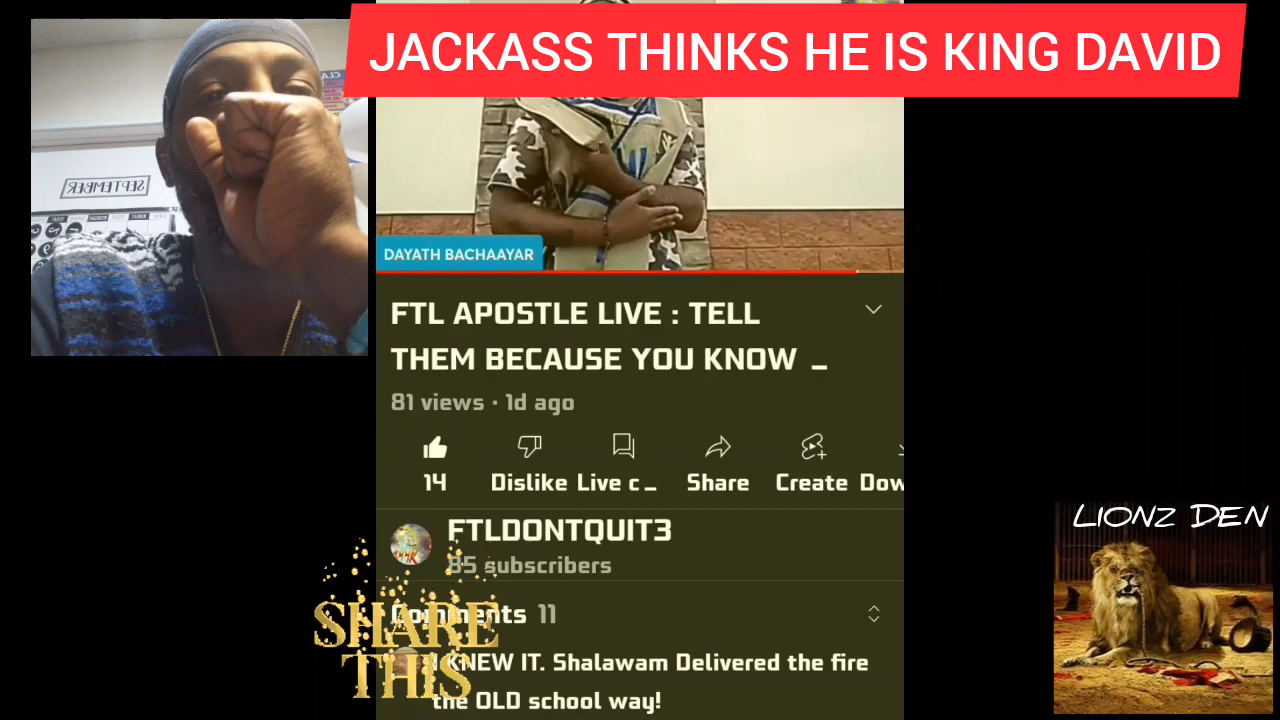 JACKASS THINKS HE IS KING DAVID
SEPTEMBER
DAYATH BACHAAYAR
FTL APOSTLE LIVE : TELL
THEM BECAUSE YOU KNOW _
81 views · 1d ago
14
Dislike
Live c _
Share
Create
Dow
FTLDONTQUIT3
85 subscribers
Comments 11
I KNEW IT. Shalawam Delivered the fire
the OLD school way!
SHARE
THIS
LIONZ DEN